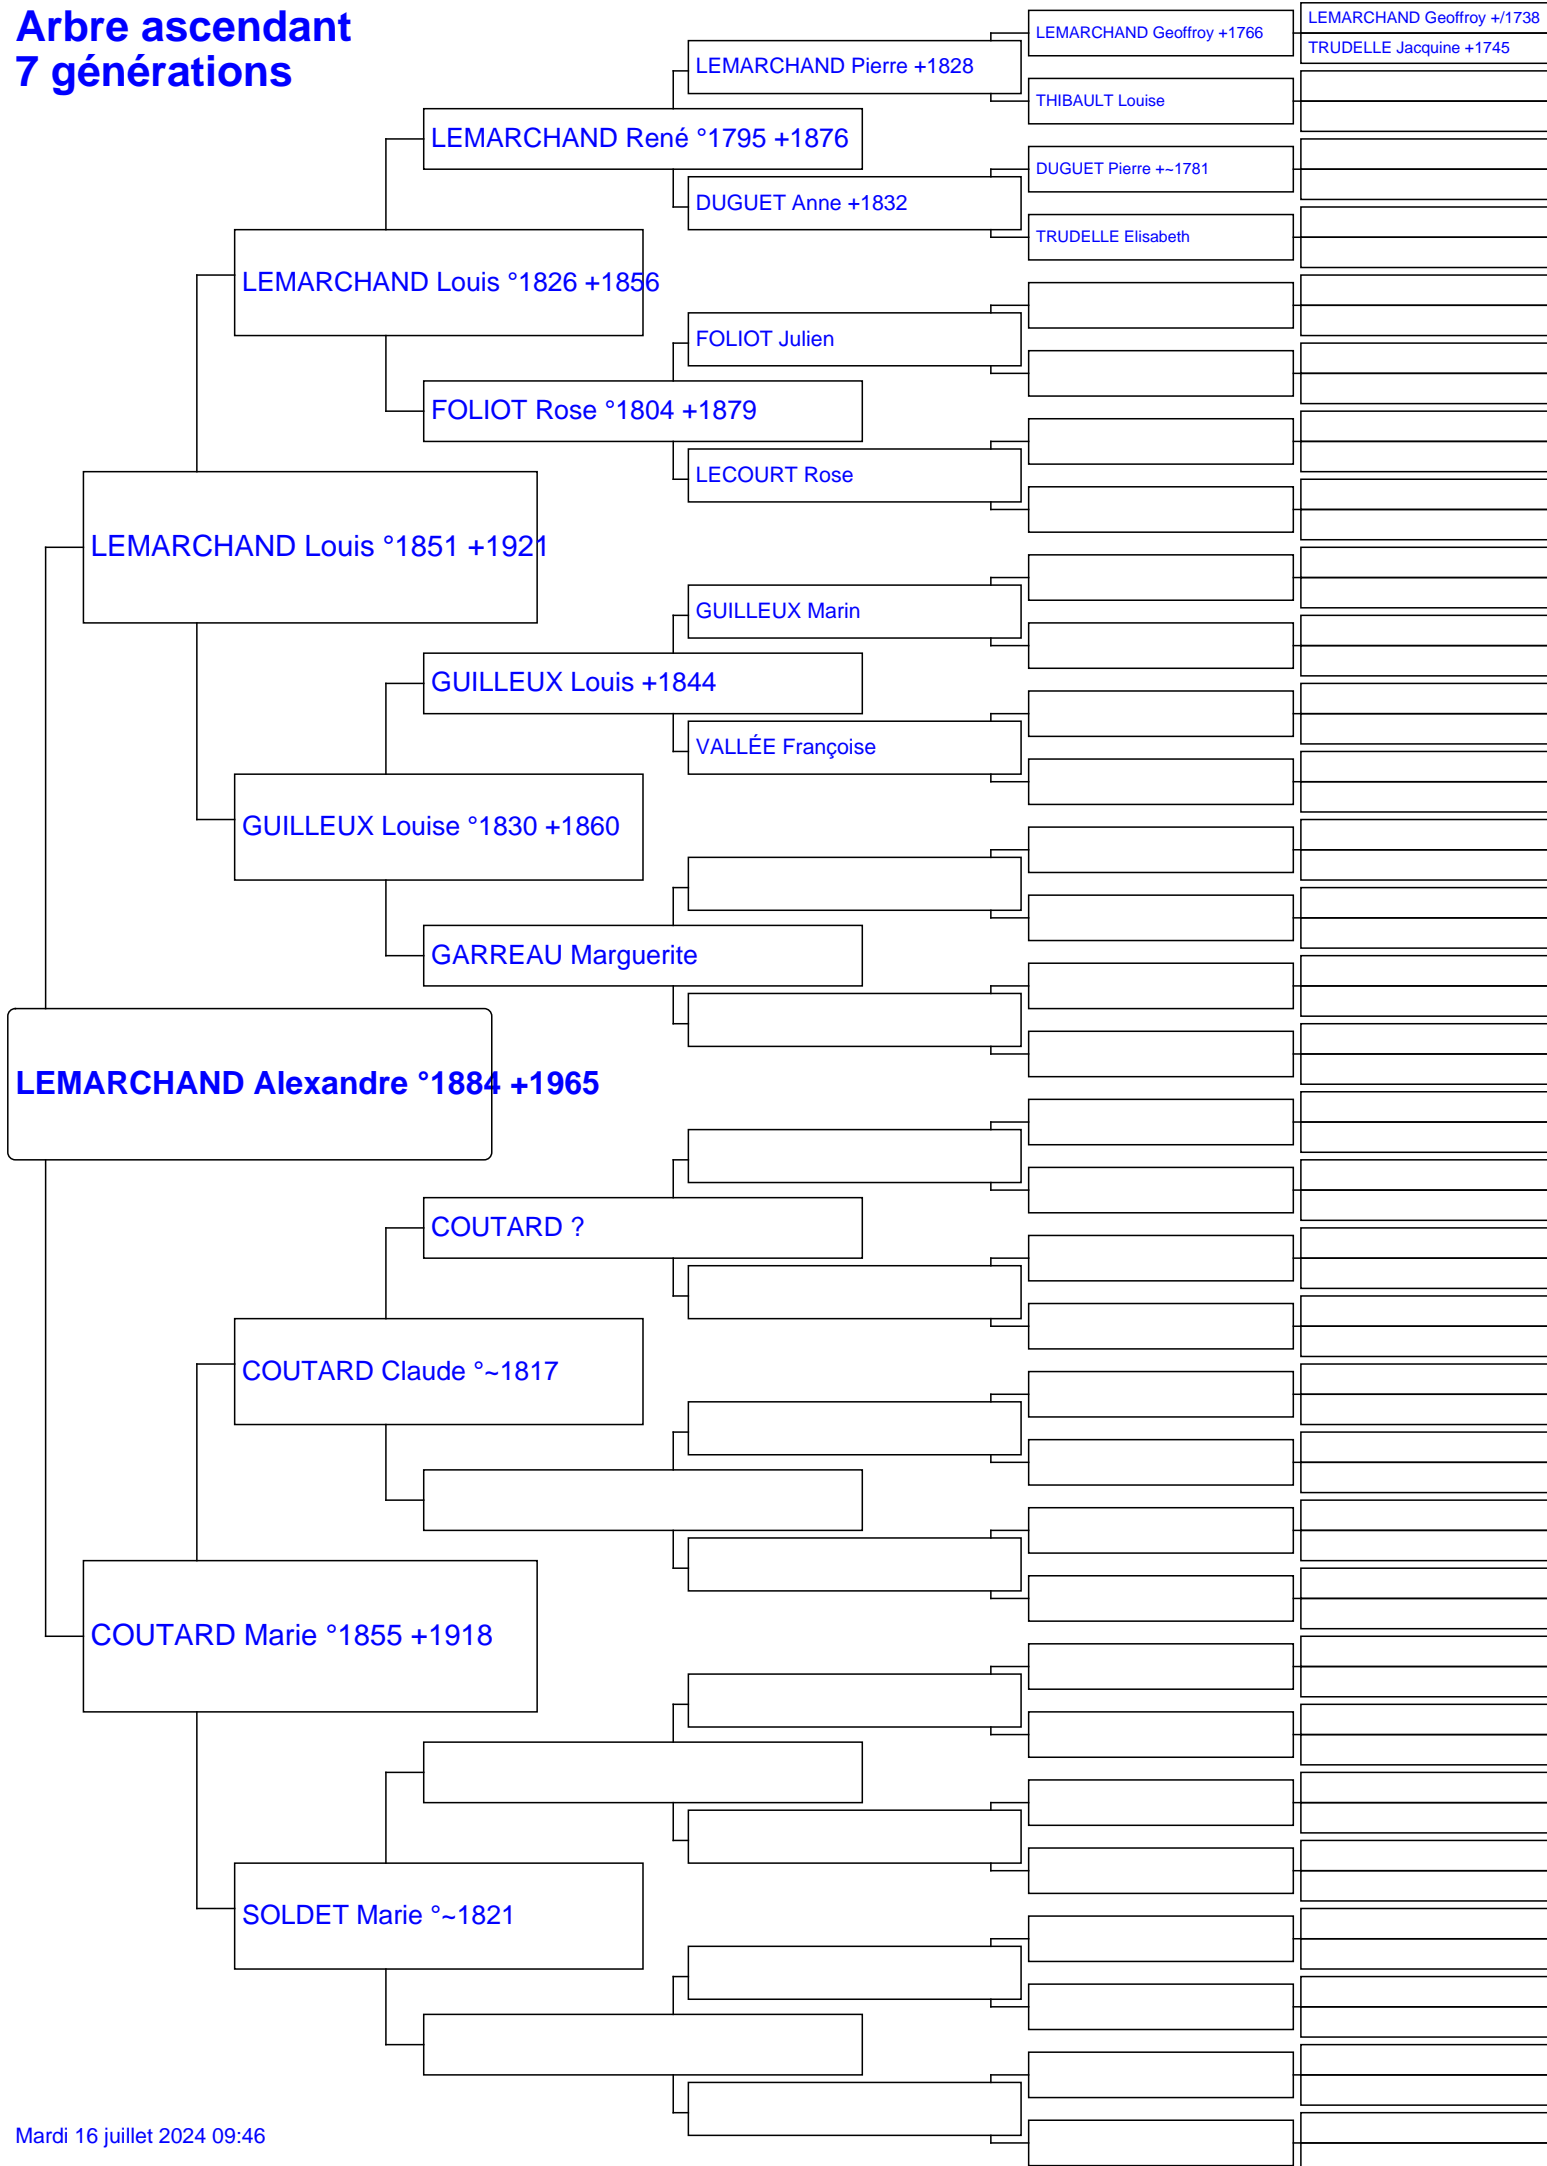 Arbre ascendant
7 générations
LEMARCHAND Geoffroy +/1738
LEMARCHAND Geoffroy +1766
TRUDELLE Jacquine +1745
LEMARCHAND Pierre +1828
THIBAULT Louise
LEMARCHAND René °1795 +1876
DUGUET Pierre +~1781
DUGUET Anne +1832
TRUDELLE Elisabeth
LEMARCHAND Louis °1826 +1856
FOLIOT Julien
FOLIOT Rose °1804 +1879
LECOURT Rose
LEMARCHAND Louis °1851 +1921
GUILLEUX Marin
GUILLEUX Louis +1844
VALLÉE Françoise
GUILLEUX Louise °1830 +1860
GARREAU Marguerite
LEMARCHAND Alexandre °1884 +1965
COUTARD ?
COUTARD Claude °~1817
COUTARD Marie °1855 +1918
SOLDET Marie °~1821
Mardi 16 juillet 2024 09:46